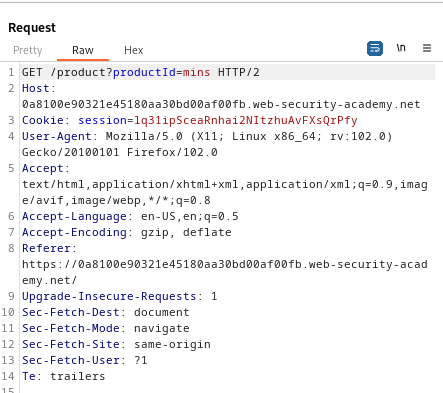 Request
Pretty Raw Hex \n
1 GET /product?productId=mins HTTP/2
2 Host:
0a8100e90321e45180aa30bd00af00fb.web-security-academy.net
3 Cookie: session=lq31ipSceaRnhai2NItzhuAvFXsQrPfy
4 User-Agent: Mozilla/5.0 (X11; Linux x86_64; rv:102.0)
Gecko/20100101 Firefox/102.0
5 Accept:
text/html,application/xhtml+xml,application/xml;q=0.9,imag
e/avif,image/webp,*/*;q=0.8
6 Accept-Language: en-US,en;q=0.5
7 Accept-Encoding: gzip, deflate
8 Referer:
https://0a8100e90321e45180aa30bd00af00fb.web-security-acad
emy.net/
9 Upgrade-Insecure-Requests: 1
10 Sec-Fetch-Dest: document
11 Sec-Fetch-Mode: navigate
12 Sec-Fetch-Site: same-origin
13 Sec-Fetch-User: ?1
14 Te: trailers
15